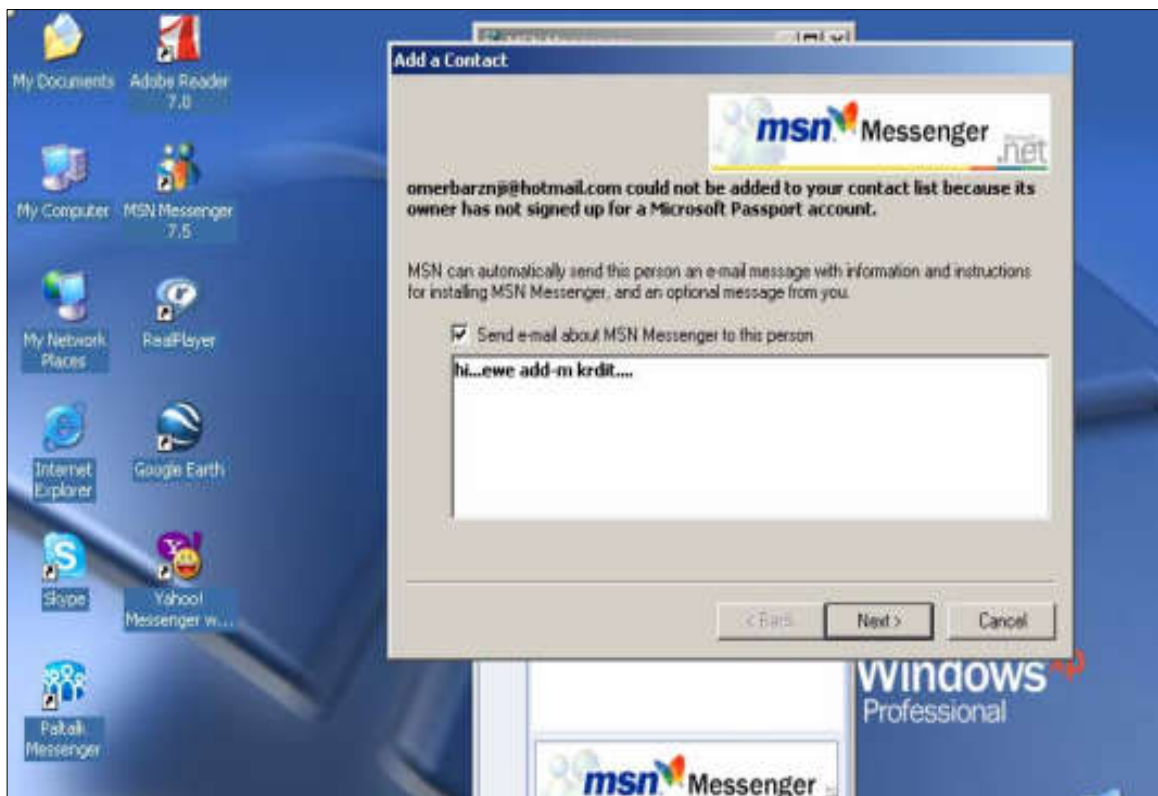 My Documents
Adobe Reader
7.0
My Computer
MSN Messenger
7.5
My Network
Places
RealPlayer
Internet
Explorer
Google Earth
Skype
Yahoo!
Messenger w...
Paltalk
Messenger
MSN Messenger
Add a Contact
msn Messenger
.net
omerbarznji@hotmail.com could not be added to your contact list because its
owner has not signed up for a Microsoft Passport account.
MSN can automatically send this person an e-mail message with information and instructions
for installing MSN Messenger, and an optional message from you.
Send e-mail about MSN Messenger to this person
hi...ewe add-m krdit....
< Back
Next >
Cancel
Windows xp
Professional
msn Messenger